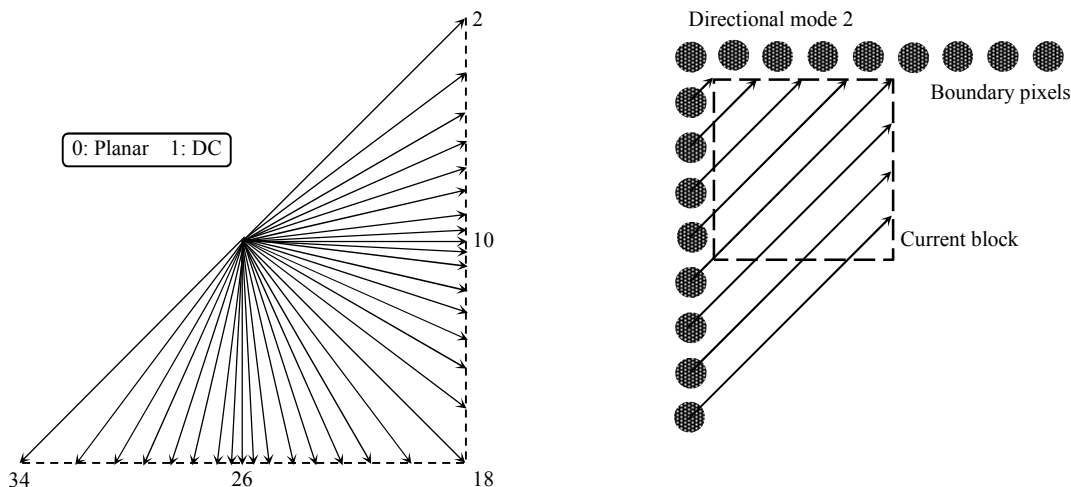 2
0: Planar 1: DC
10
34
26
18
Directional mode 2
Boundary pixels
Current block